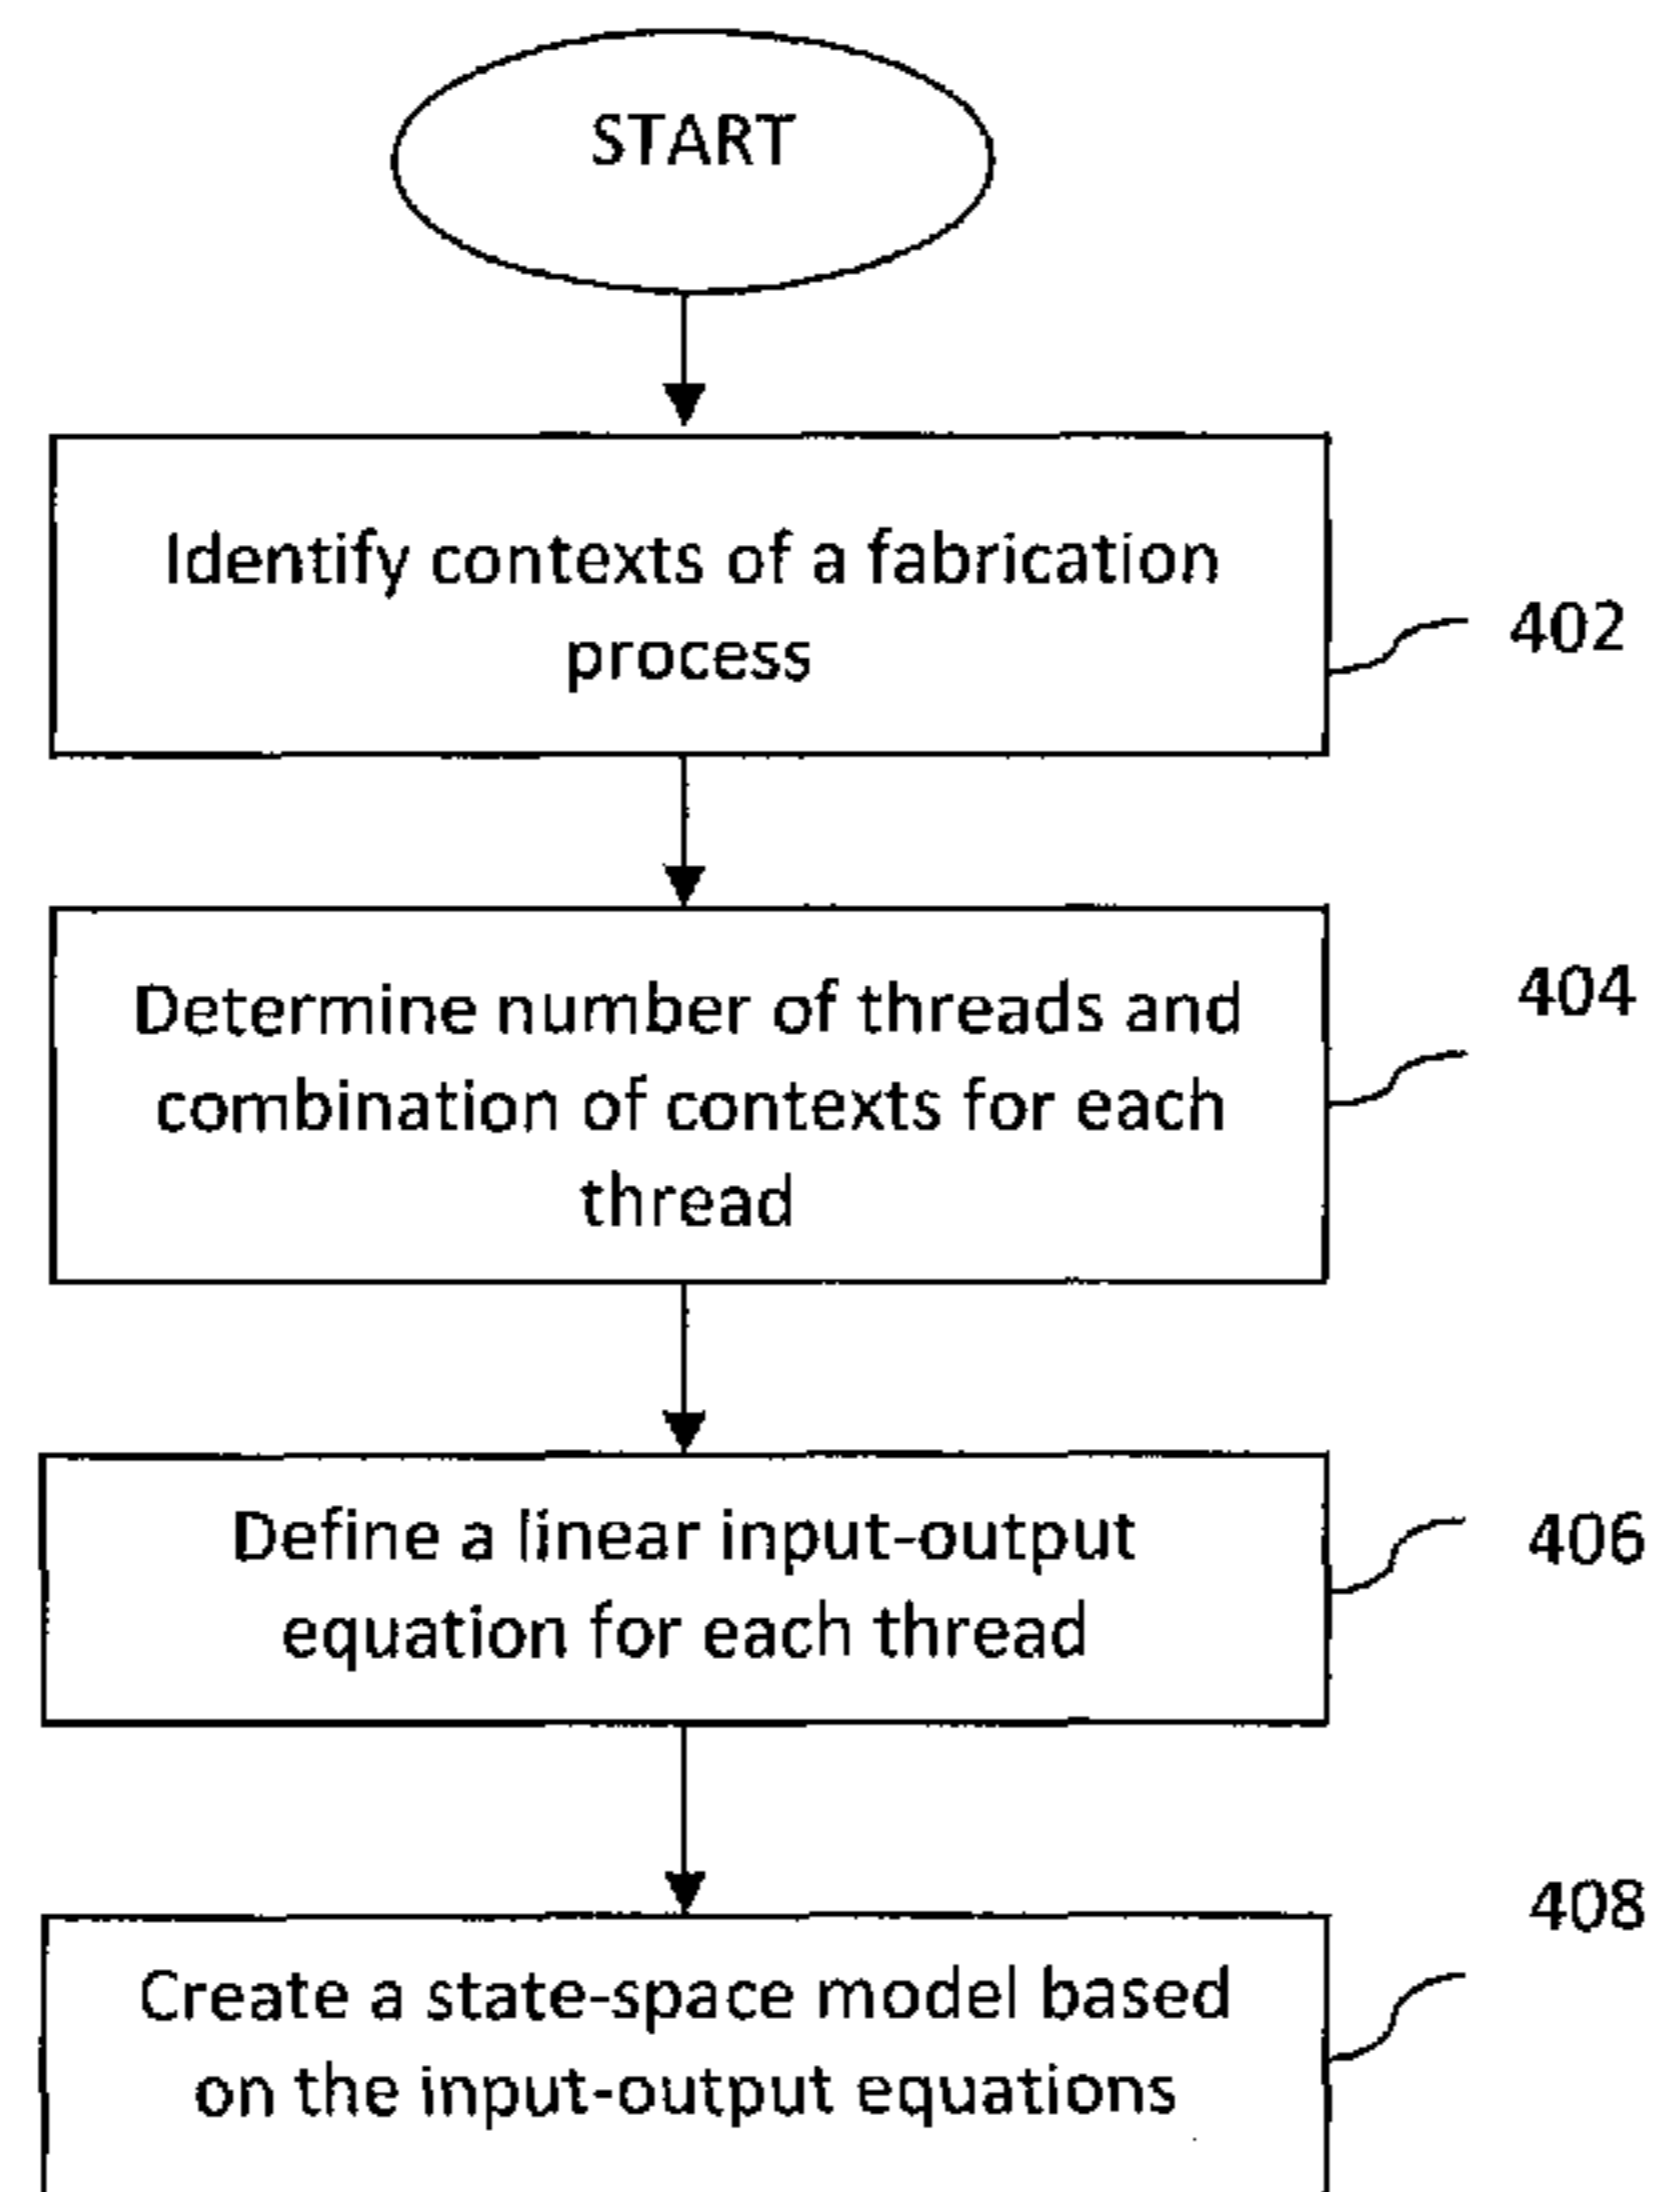 START
Identify contexts of a fabrication
process
402
Determine number of threads and
combination of contexts for each
thread
404
Define a linear input-output
equation for each thread
406
Create a state-space model based
on the input-output equations
408